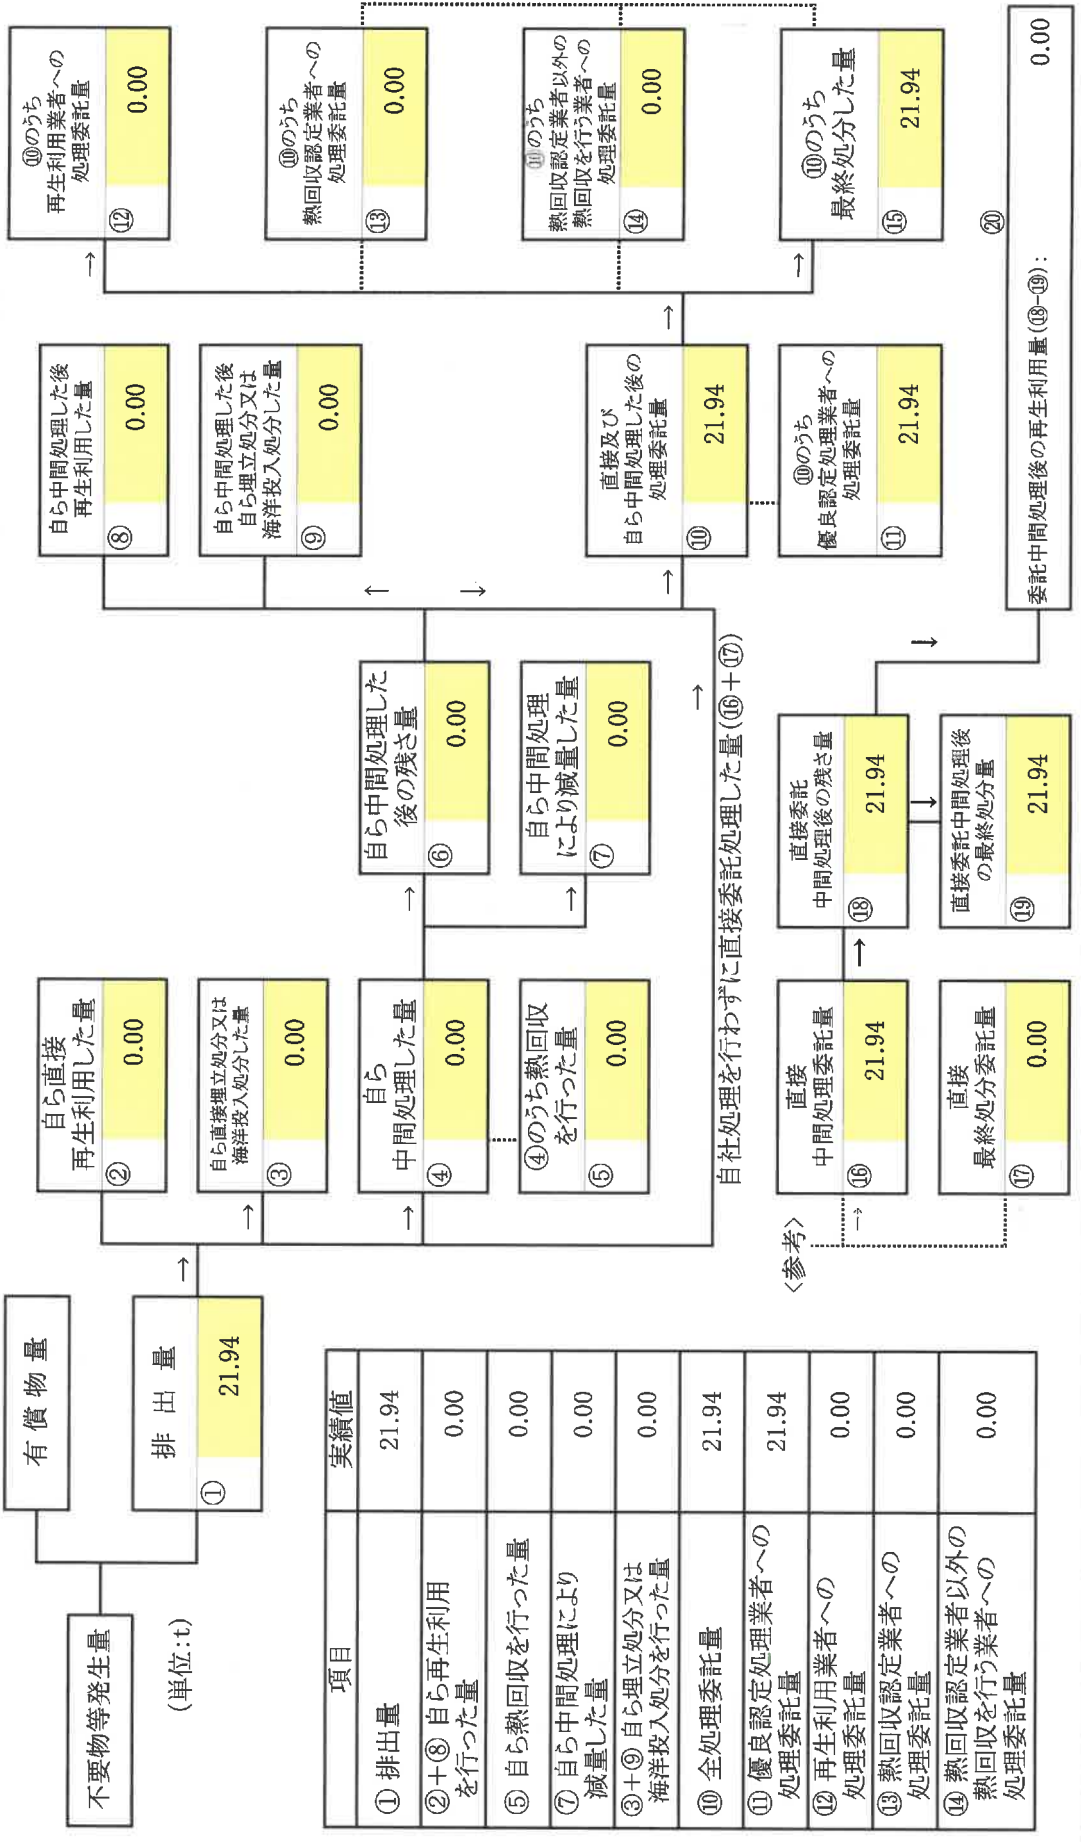 不要物等発生量
(単位:t)
有償物量
排出量
①
21.94
自ら直接
再生利用した量
②
0.00
自ら直接埋立処分又は
海洋投入処分した量
③
0.00
自ら
中間処理した量
④
0.00
④のうち熱回収
を行った量
⑤
0.00
自ら中間処理した
後の残さ量
⑥
0.00
自ら中間処理
により減量した量
⑦
0.00
自ら中間処理した後
再生利用した量
⑧
0.00
自ら中間処理した後
自ら埋立処分又は
海洋投入処分した量
⑨
0.00
直接及び
自ら中間処理した後の
処理委託量
⑩
21.94
⑩のうち
優良認定処理業者への
処理委託量
⑪
21.94
⑩のうち
再生利用業者への
処理委託量
⑫
0.00
⑩のうち
熱回収認定業者への
処理委託量
⑬
0.00
⑩のうち
熱回収認定業者以外の
熱回収を行う業者への
処理委託量
⑭
0.00
⑩のうち
最終処分した量
⑮
21.94
自社処理を行わずに直接委託処理した量(⑯+⑰)
<参考>
直接
中間処理委託量
⑯
21.94
直接
最終処分委託量
⑰
0.00
直接委託
中間処理後の残さ量
⑱
21.94
直接委託中間処理後
の最終処分量
⑲
21.94
⑳
委託中間処理後の再生利用量(⑱-⑲):
0.00
項目 実績値
①排出量 21.94
②+⑧ 自ら再生利用
を行った量 0.00
⑤ 自ら熱回収を行った量 0.00
⑦ 自ら中間処理により
減量した量 0.00
③+⑨ 自ら埋立処分又は
海洋投入処分を行った量 0.00
⑩ 全処理委託量 21.94
⑪ 優良認定処理業者への
処理委託量 21.94
⑫ 再生利用業者への
処理委託量 0.00
⑬ 熱回収認定業者への
処理委託量 0.00
⑭ 熱回収認定業者以外の
熱回収を行う業者への
処理委託量 0.00